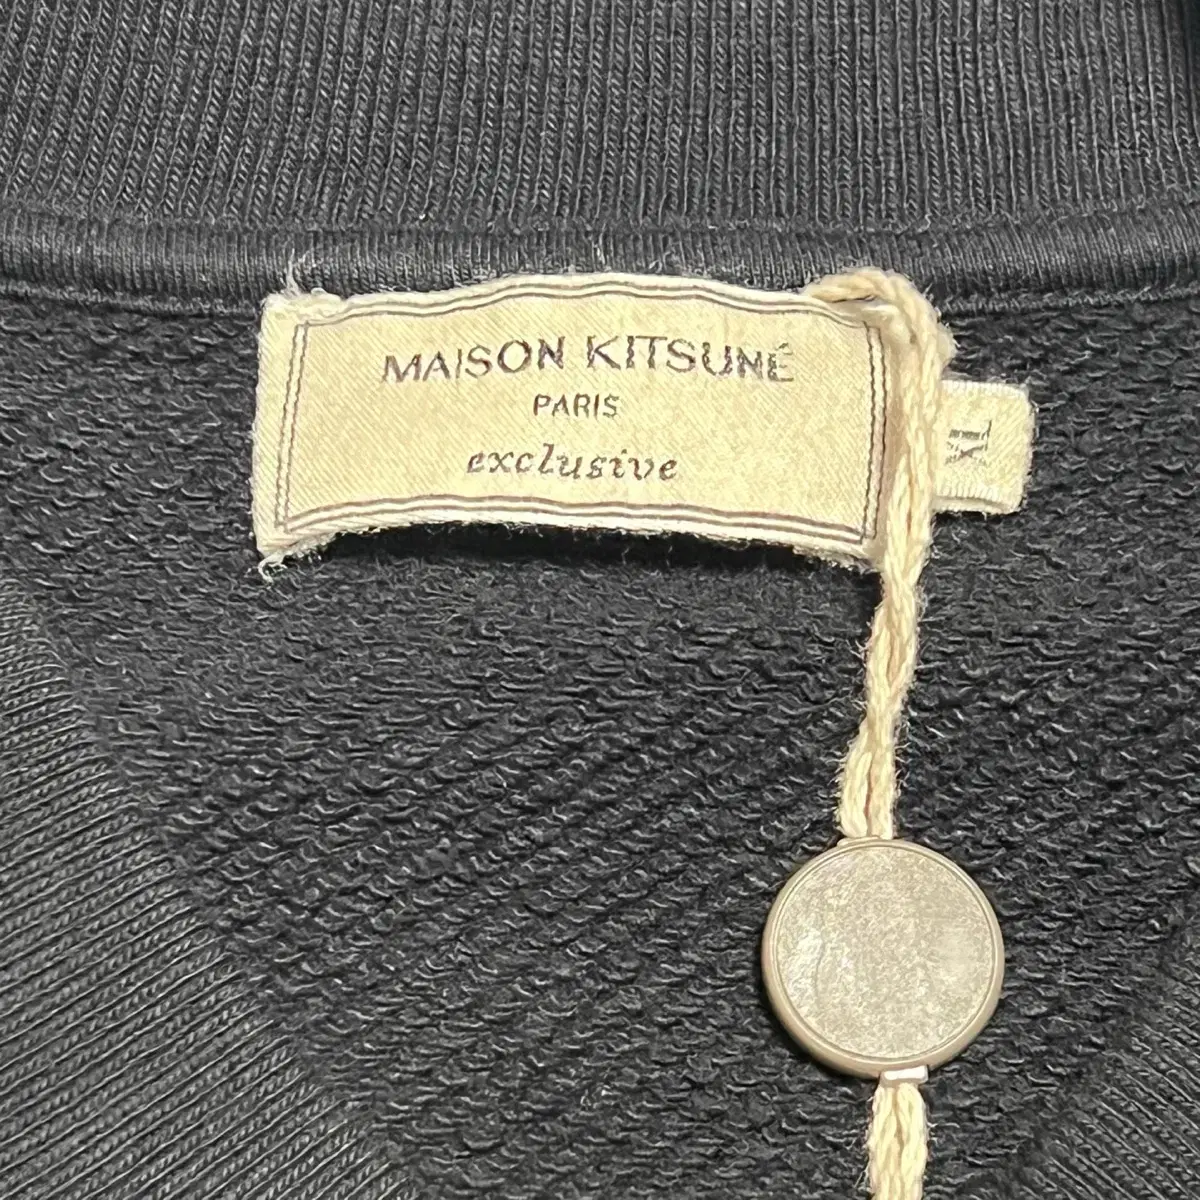 MAISON KITSUNÉ
PARIS
exclusive
XL